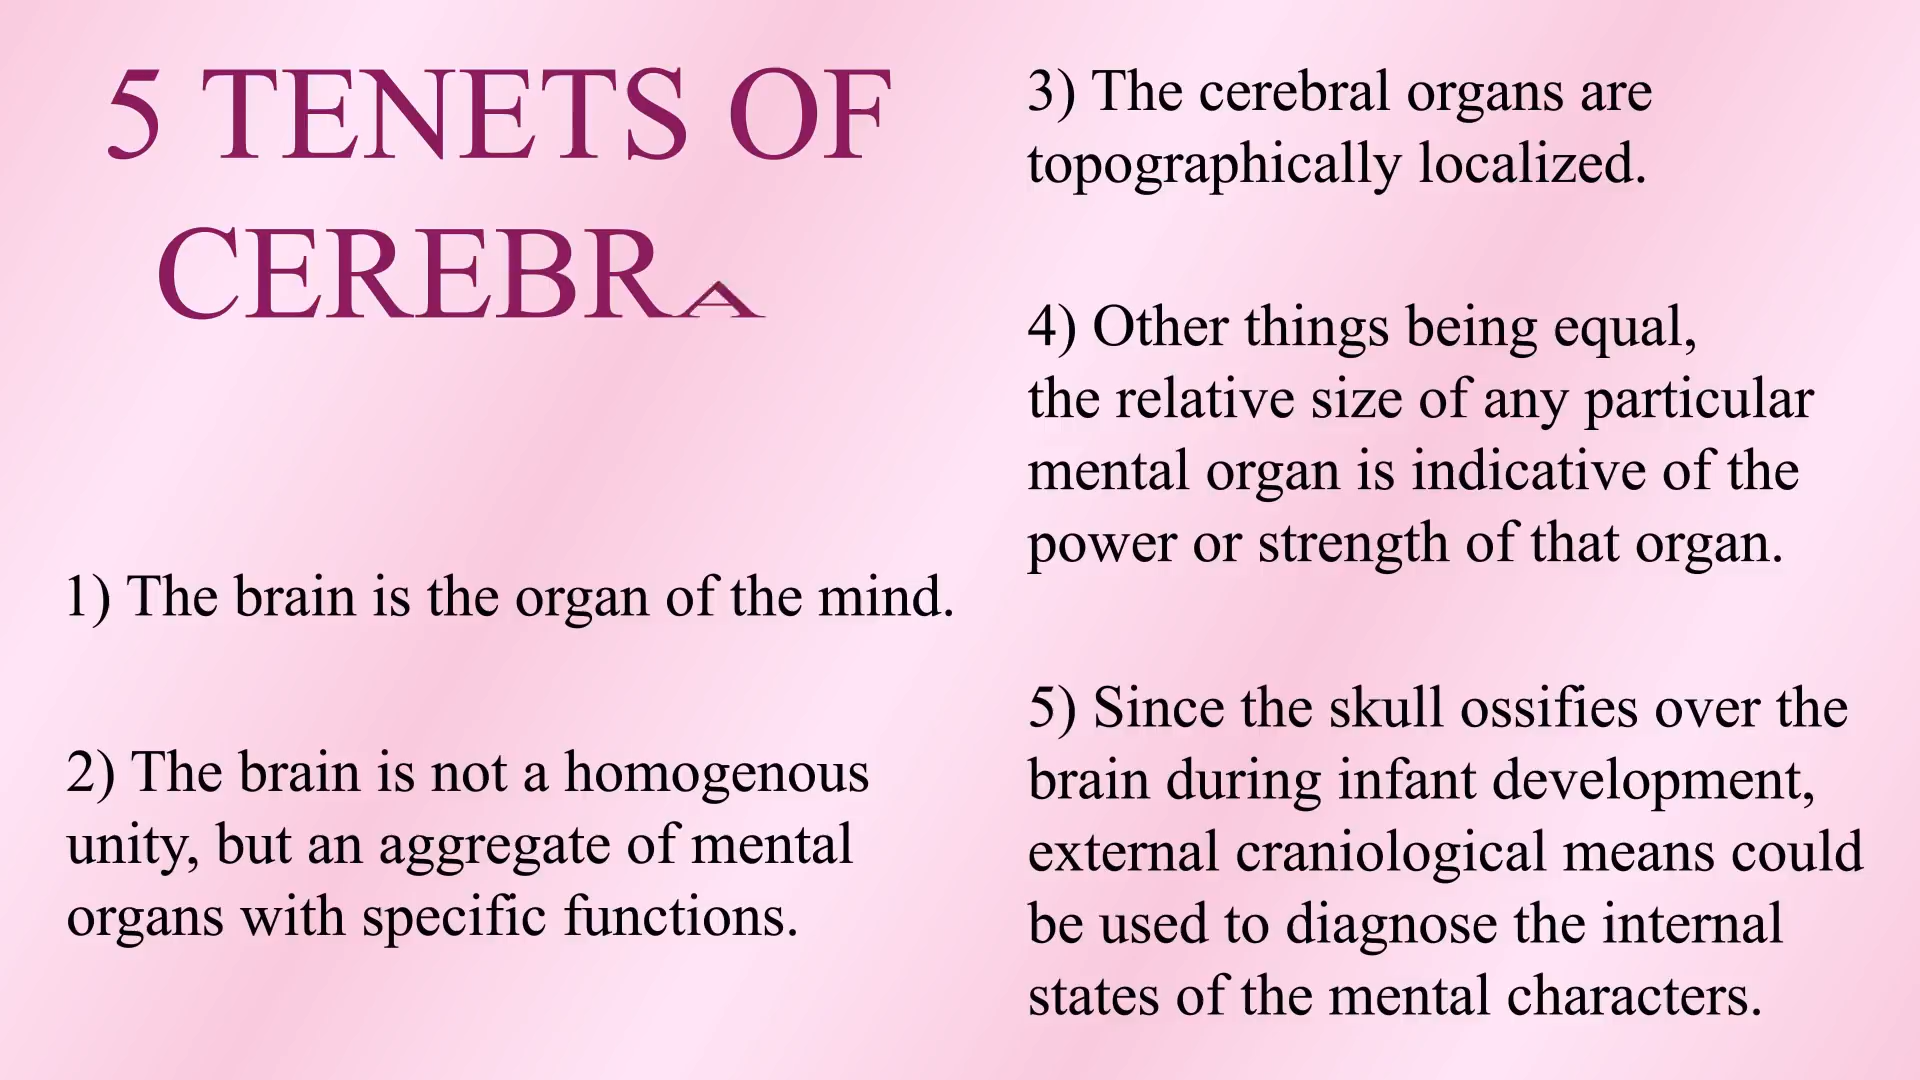 5 TENETS OF
CEREBRA
1) The brain is the organ of the mind.
2) The brain is not a homogenous
unity, but an aggregate of mental
organs with specific functions.
3) The cerebral organs are
topographically localized.
4) Other things being equal,
the relative size of any particular
mental organ is indicative of the
power or strength of that organ.
5) Since the skull ossifies over the
brain during infant development,
external craniological means could
be used to diagnose the internal
states of the mental characters.